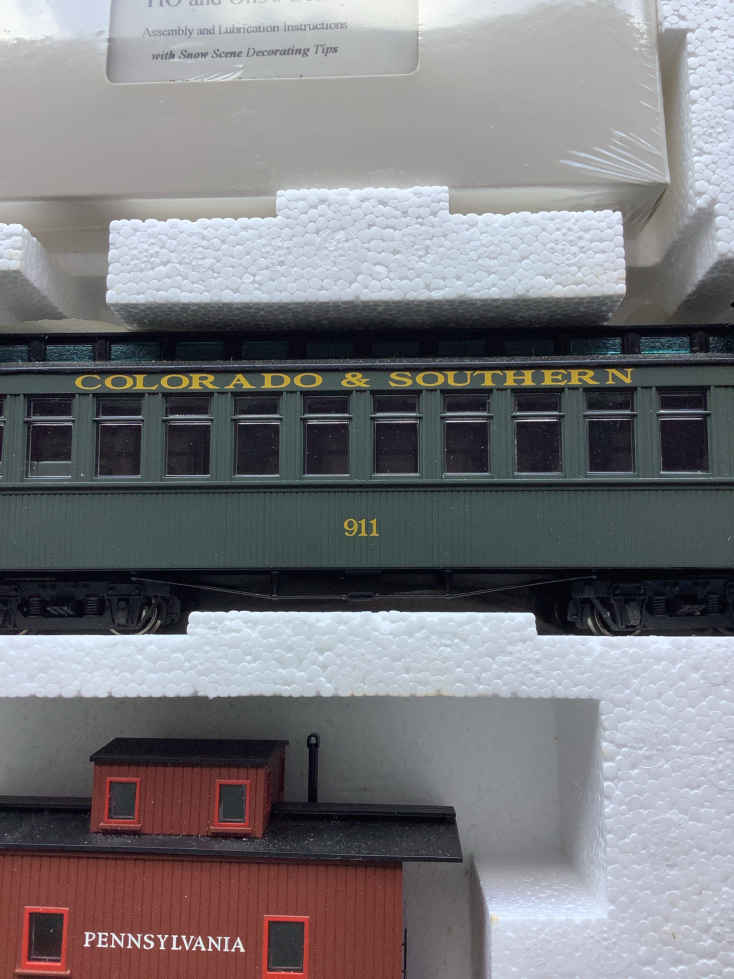 Assembly and Lubrication Instructions
with Snow Scene Decorating Tips
COLORADO & SOUTHERN
911
PENNSYLVANIA